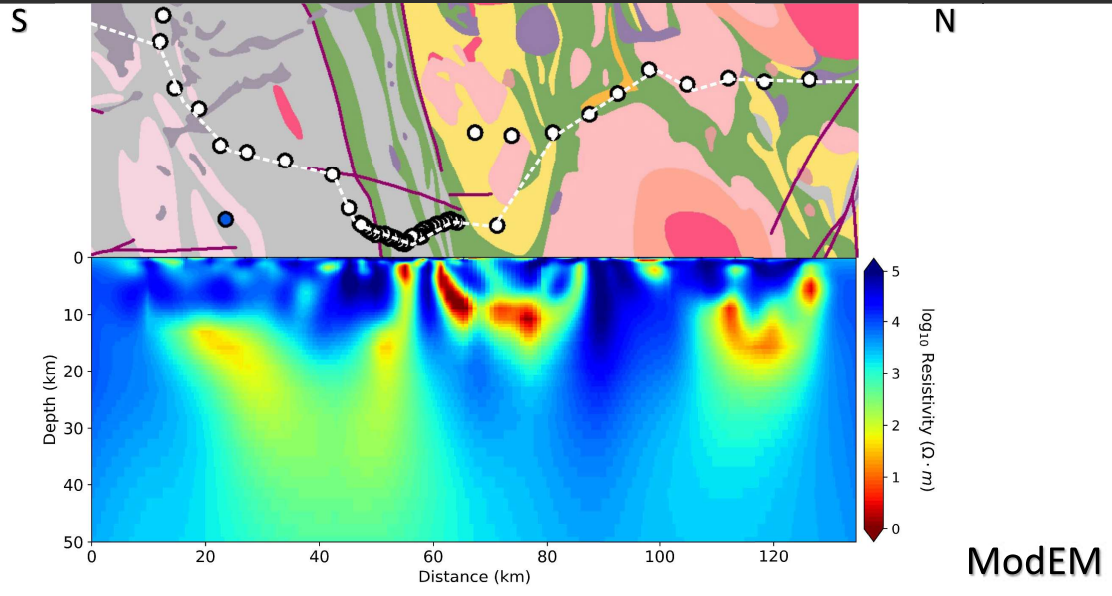 S
N
0
10
20
30
40
50
Depth (km)
0 20 40 60 80 100 120
Distance (km)
5
4
3
2
1
0
log₁₀ Resistivity (Ω · m)
ModEM